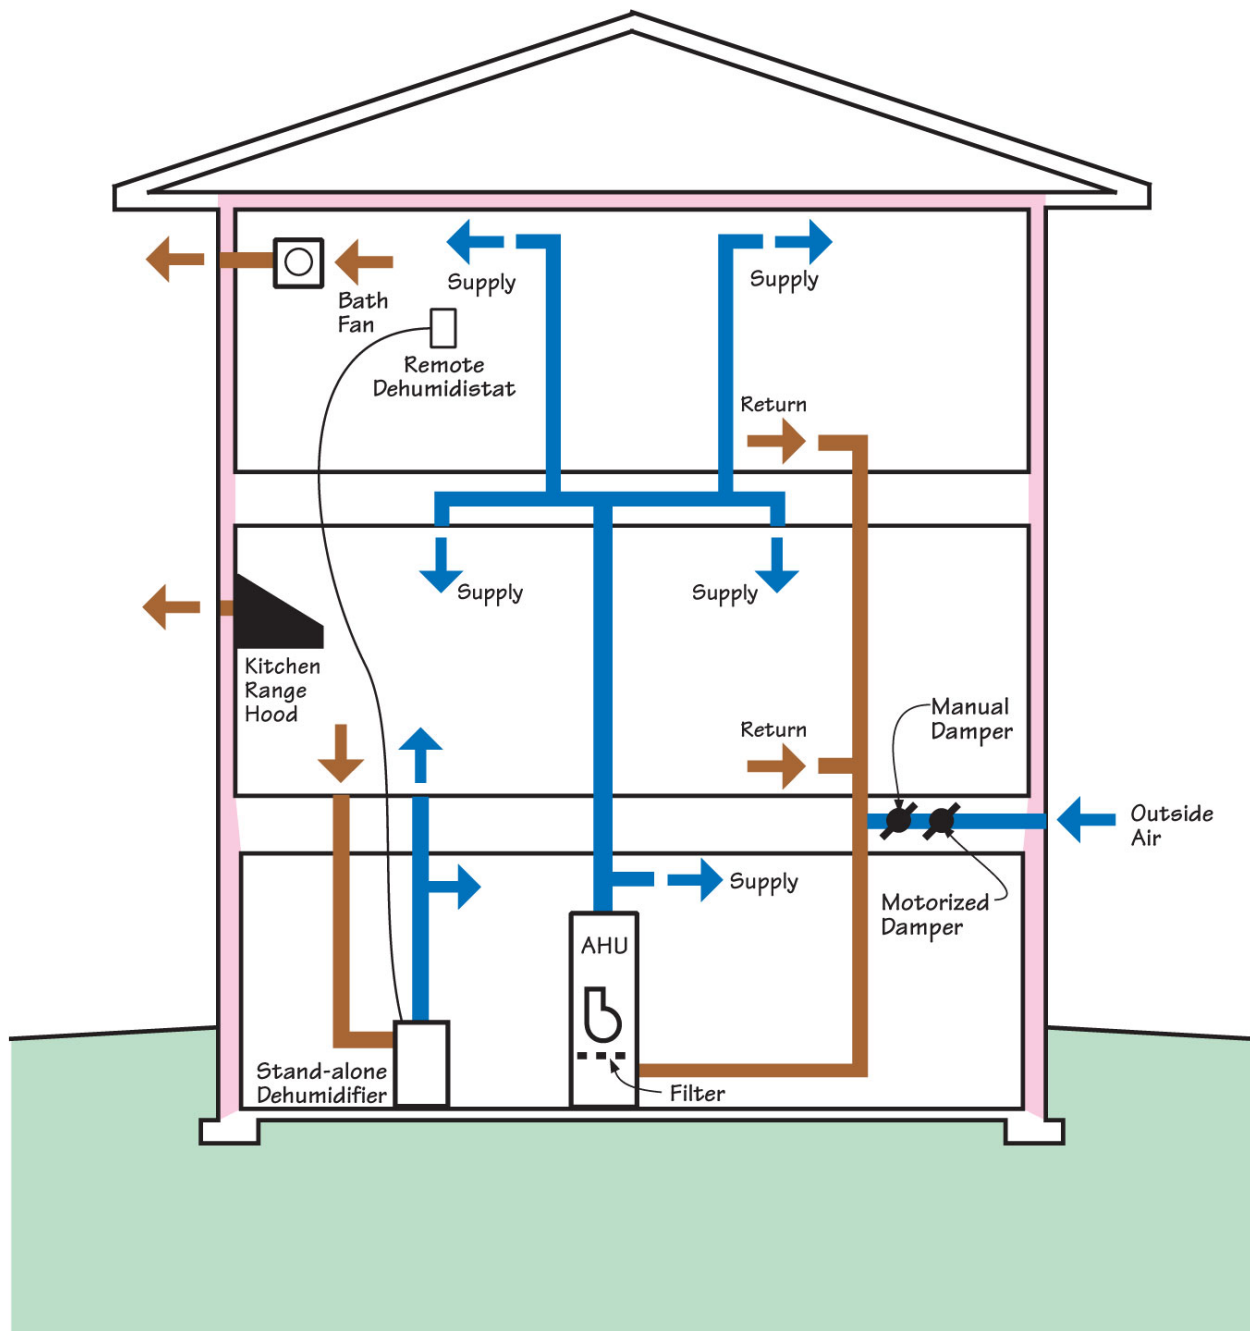 Supply
Supply
Bath
Fan
Remote
Dehumidistat
Return
Supply
Supply
Kitchen
Range
Hood
Manual
Damper
Return
Outside
Air
Supply
Motorized
Damper
AHU
Stand-alone
Dehumidifier
Filter